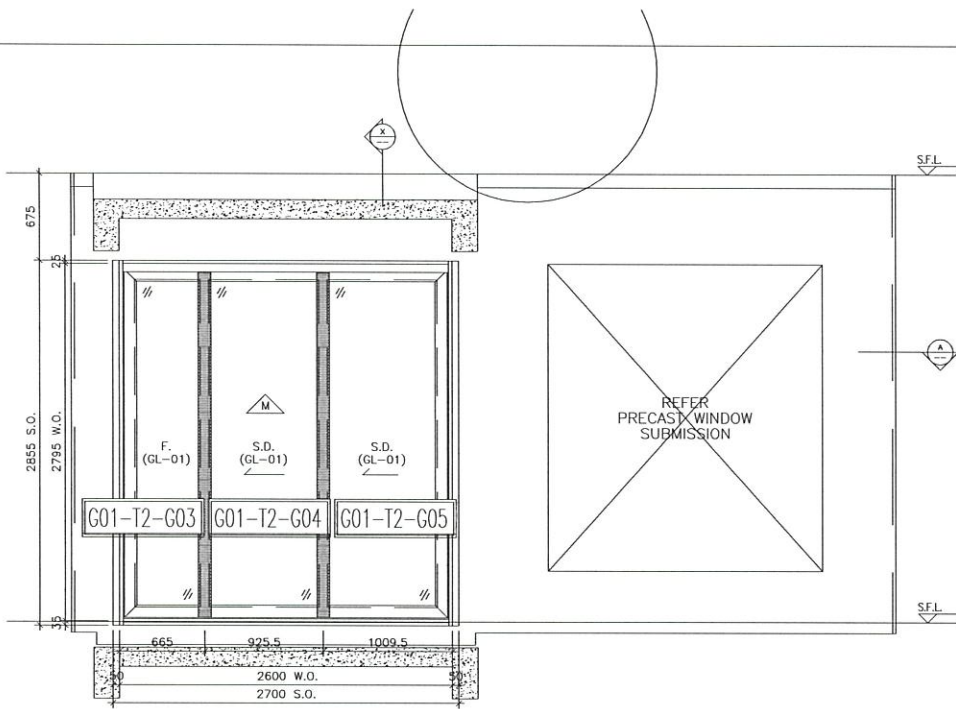 X
S.F.L.
675
25
2855 S.O.
2795 W.O.
M
F.
(GL-01)
S.D.
(GL-01)
S.D.
(GL-01)
REFER
PRECAST WINDOW
SUBMISSION
A
G01-T2-G03
G01-T2-G04
G01-T2-G05
S.F.L.
35
665
925.5
1009.5
50
2600 W.O.
50
2700 S.O.